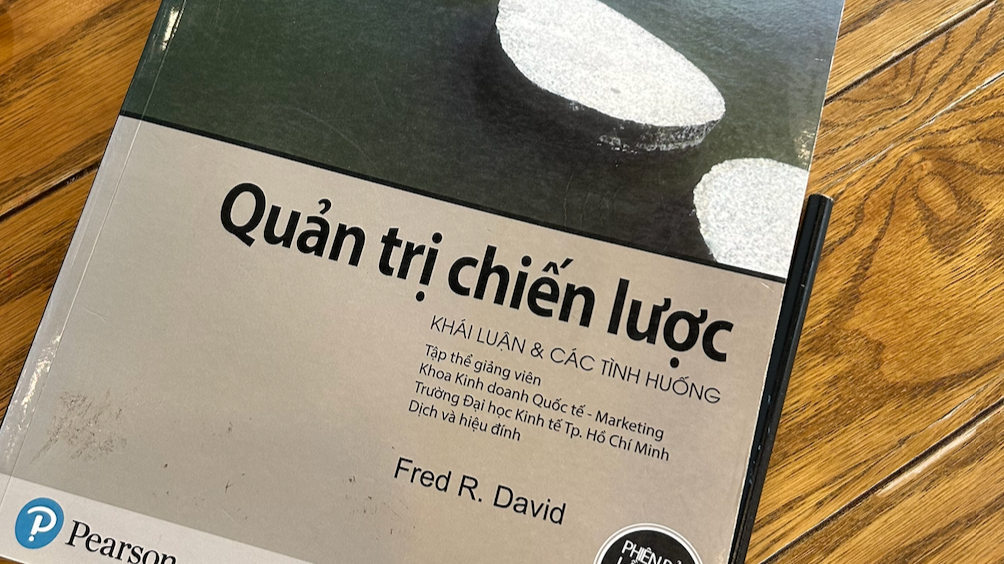 Quản trị chiến lược
KHÁI LUẬN & CÁC TÌNH HUỐNG
Tập thể giảng viên
Khoa Kinh doanh Quốc tế - Marketing
Trường Đại học Kinh tế Tp. Hồ Chí Minh
Dịch và hiệu đính
Fred R. David
Pearson
PHIÊN